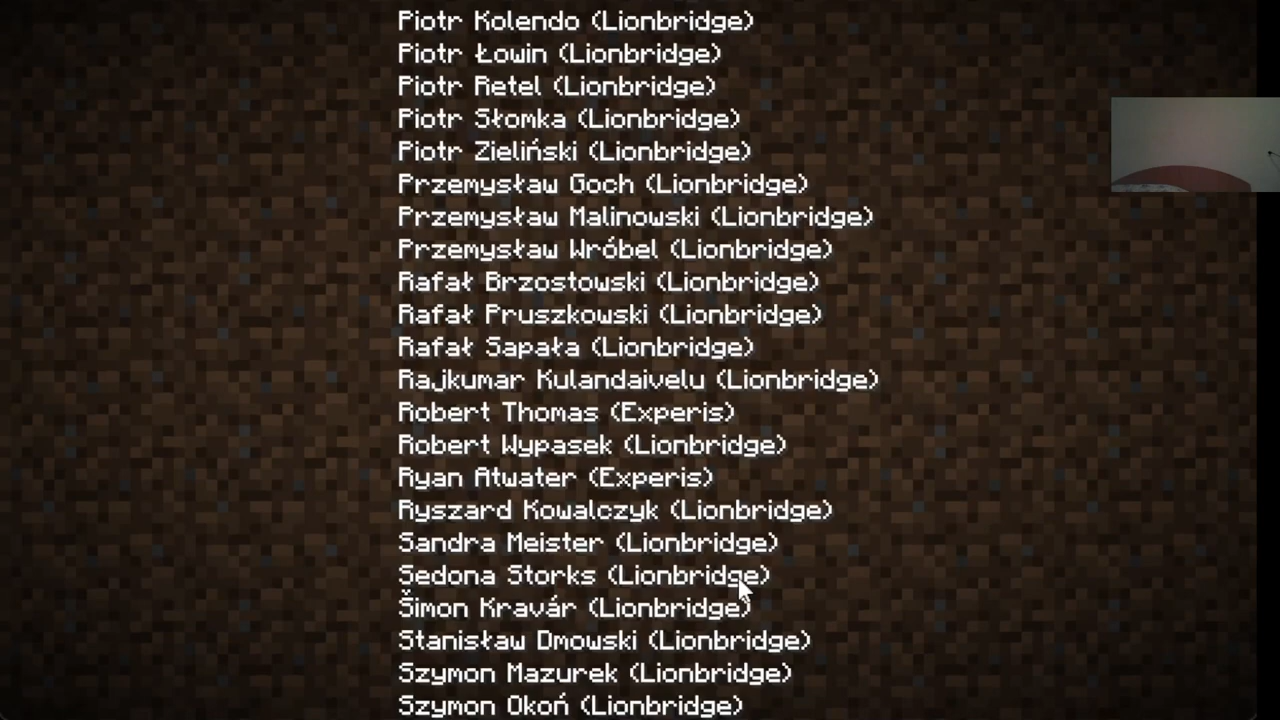 Piotr Kolendo (Lionbridge)
Piotr Łowin (Lionbridge)
Piotr Retel (Lionbridge)
Piotr Słomka (Lionbridge)
Piotr Zieliński (Lionbridge)
Przemysław Goch (Lionbridge)
Przemysław Malinowski (Lionbridge)
Przemysław Wróbel (Lionbridge)
Rafał Brzostowski (Lionbridge)
Rafał Pruszkowski (Lionbridge)
Rafał Sapała (Lionbridge)
Rajkumar Kulandaivelu (Lionbridge)
Robert Thomas (Experis)
Robert Wypasek (Lionbridge)
Ryan Atwater (Experis)
Ryszard Kowalczyk (Lionbridge)
Sandra Meister (Lionbridge)
Sedona Storks (Lionbridge)
Šimon Kravár (Lionbridge)
Stanisław Dmowski (Lionbridge)
Szymon Mazurek (Lionbridge)
Szymon Okoń (Lionbridge)